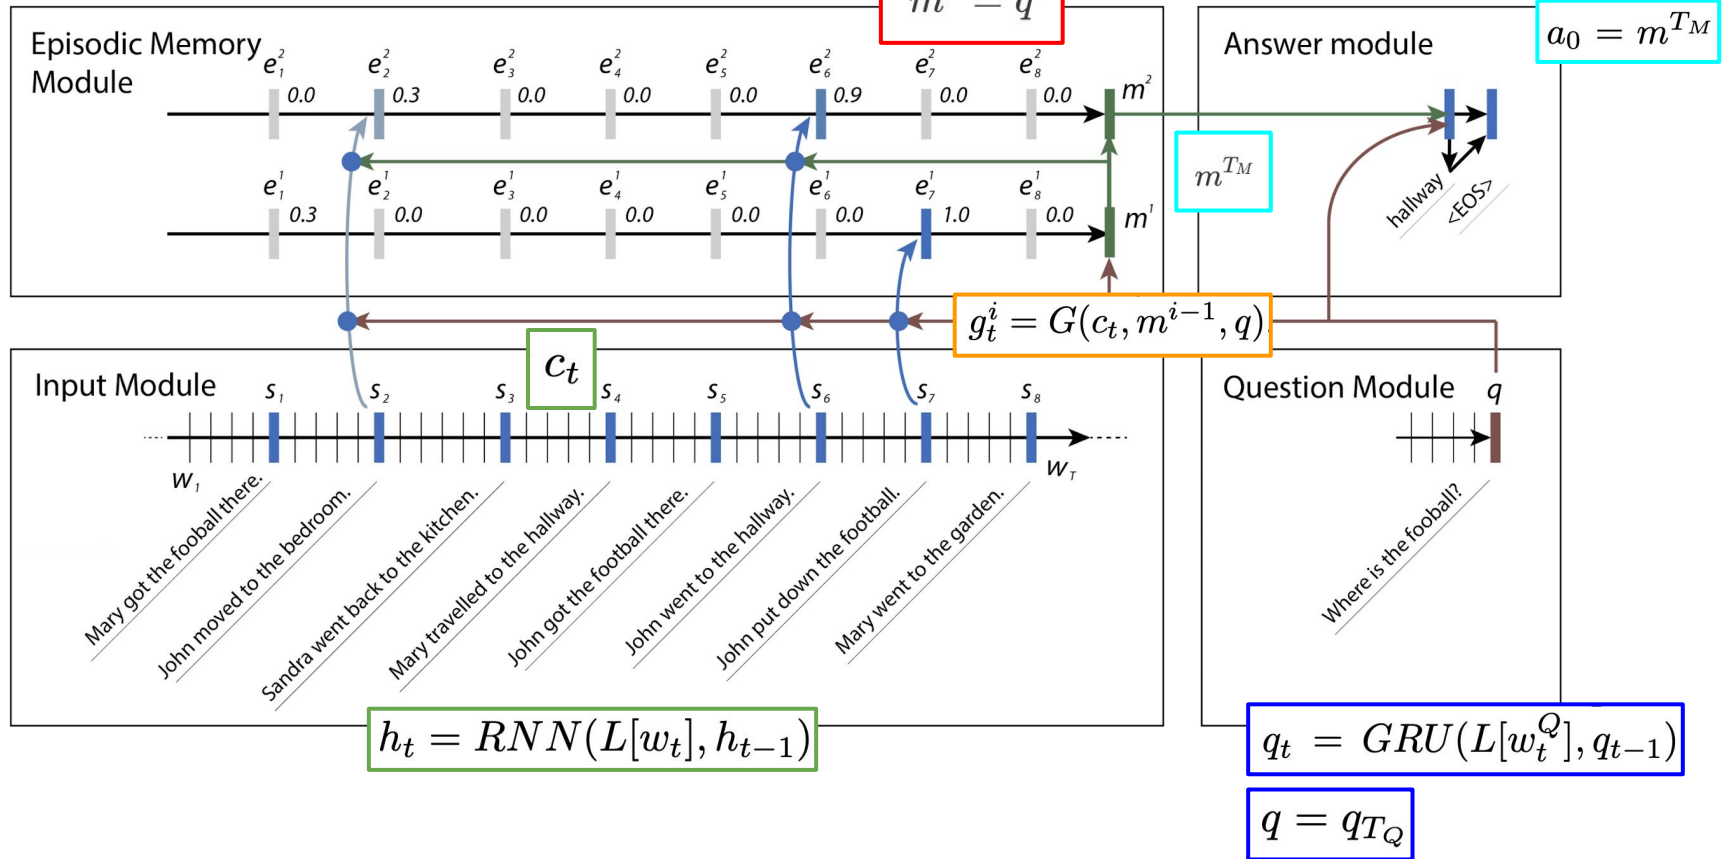 m = q
Episodic Memory
Module
e₁² e₂² e₃² e₄² e₅² e₆² e₇² e₈²
0.0 0.3 0.0 0.0 0.0 0.9 0.0 0.0
m²
e₁¹ e₂¹ e₃¹ e₄¹ e₅¹ e₆¹ e₇¹ e₈¹
0.3 0.0 0.0 0.0 0.0 0.0 1.0 0.0
m¹
m^{T_M}
Answer module
a₀ = m^{T_M}
hallway
<EOS>
g_t^i = G(c_t, m^{i−1}, q)
c_t
Input Module
s₁ s₂ s₃ s₄ s₅ s₆ s₇ s₈
w₁
w_T
Mary got the fooball there.
John moved to the bedroom.
Sandra went back to the kitchen.
Mary travelled to the hallway.
John got the football there.
John went to the hallway.
John put down the football.
Mary went to the garden.
h_t = RNN(L[w_t], h_{t−1})
Question Module
q
Where is the fooball?
q_t = GRU(L[w_t^Q], q_{t−1})
q = q_{T_Q}